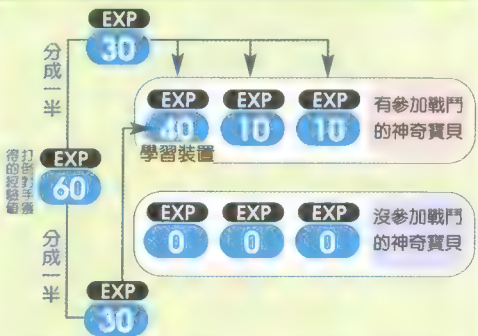 EXP
30
分成一半
EXP EXP EXP
40 10 10
學習裝置
有參加戰鬥
的神奇寶貝
打倒對手獲
得的經驗值
EXP
60
EXP EXP EXP
0 0 0
沒參加戰鬥
的神奇寶貝
分成一半
EXP
30